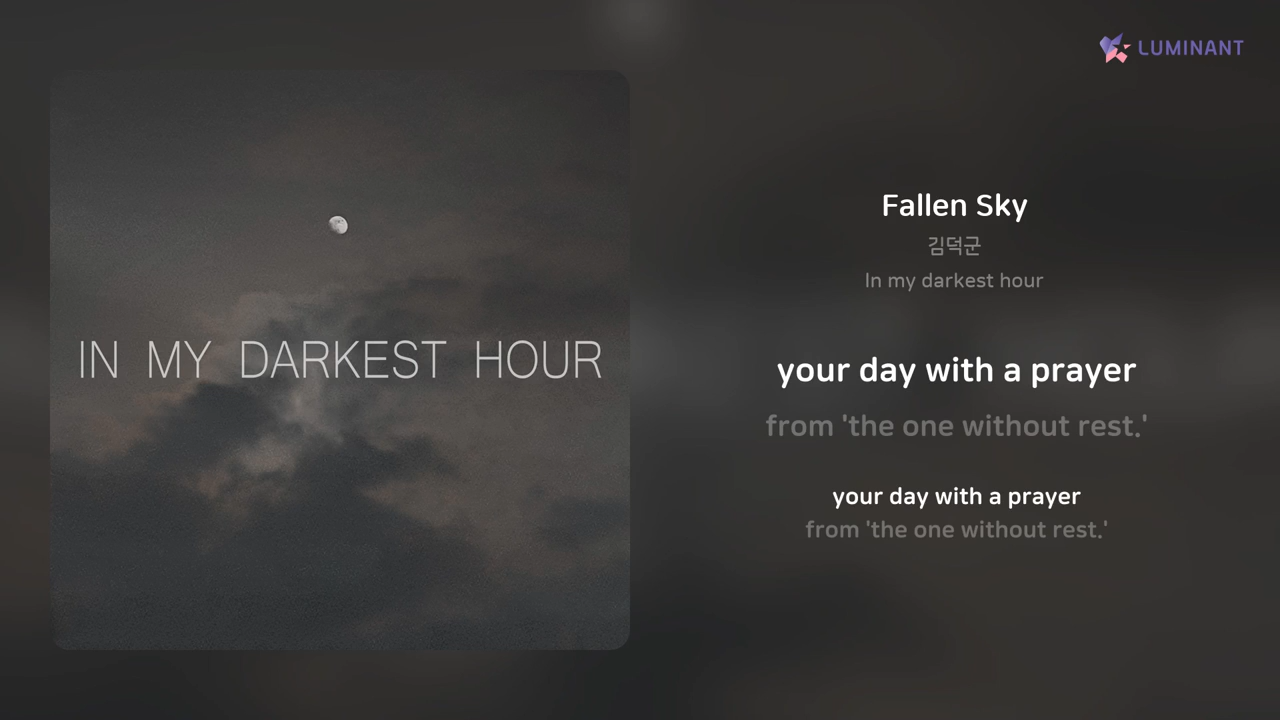 LUMINANT
IN MY DARKEST HOUR
Fallen Sky
김덕군
In my darkest hour
your day with a prayer
from 'the one without rest.'
your day with a prayer
from 'the one without rest.'